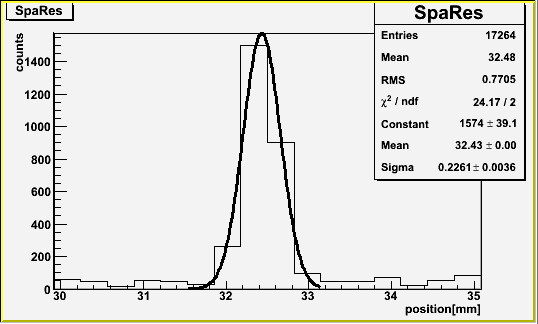 SpaRes
SpaRes
Entries 17264
Mean 32.48
RMS 0.7705
χ² / ndf 24.17 / 2
Constant 1574 ± 39.1
Mean 32.43 ± 0.00
Sigma 0.2261 ± 0.0036
counts
1400
1200
1000
800
600
400
200
0
30 31 32 33 34 35
position[mm]